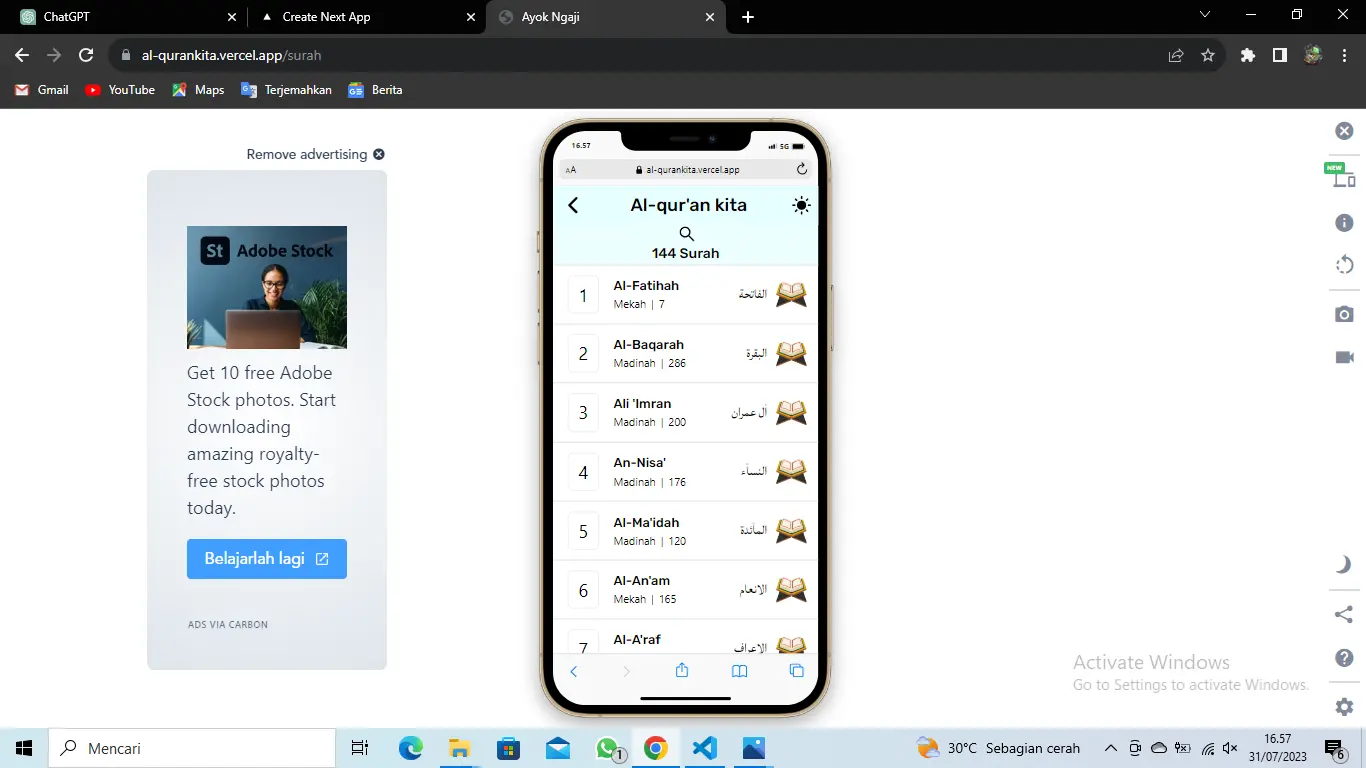 ChatGPT
Create Next App
Ayok Ngaji
al-qurankita.vercel.app/surah
Gmail
YouTube
Maps
Terjemahkan
Berita
Remove advertising
St Adobe Stock
Get 10 free Adobe
Stock photos. Start
downloading
amazing royalty-
free stock photos
today.
Belajarlah lagi
ADS VIA CARBON
16.57
5G
AA
al-qurankita.vercel.app
Al-qur'an kita
144 Surah
1
Al-Fatihah
Mekah | 7
الفاتحة
2
Al-Baqarah
Madinah | 286
البقرة
3
Ali 'Imran
Madinah | 200
اٰل عمران
4
An-Nisa'
Madinah | 176
النساۤء
5
Al-Ma'idah
Madinah | 120
الماۤئدة
6
Al-An'am
Mekah | 165
الانعام
7
Al-A'raf
الاعراف
NEW
Activate Windows
Go to Settings to activate Windows.
Mencari
1
30°C Sebagian cerah
16.57
31/07/2023
6